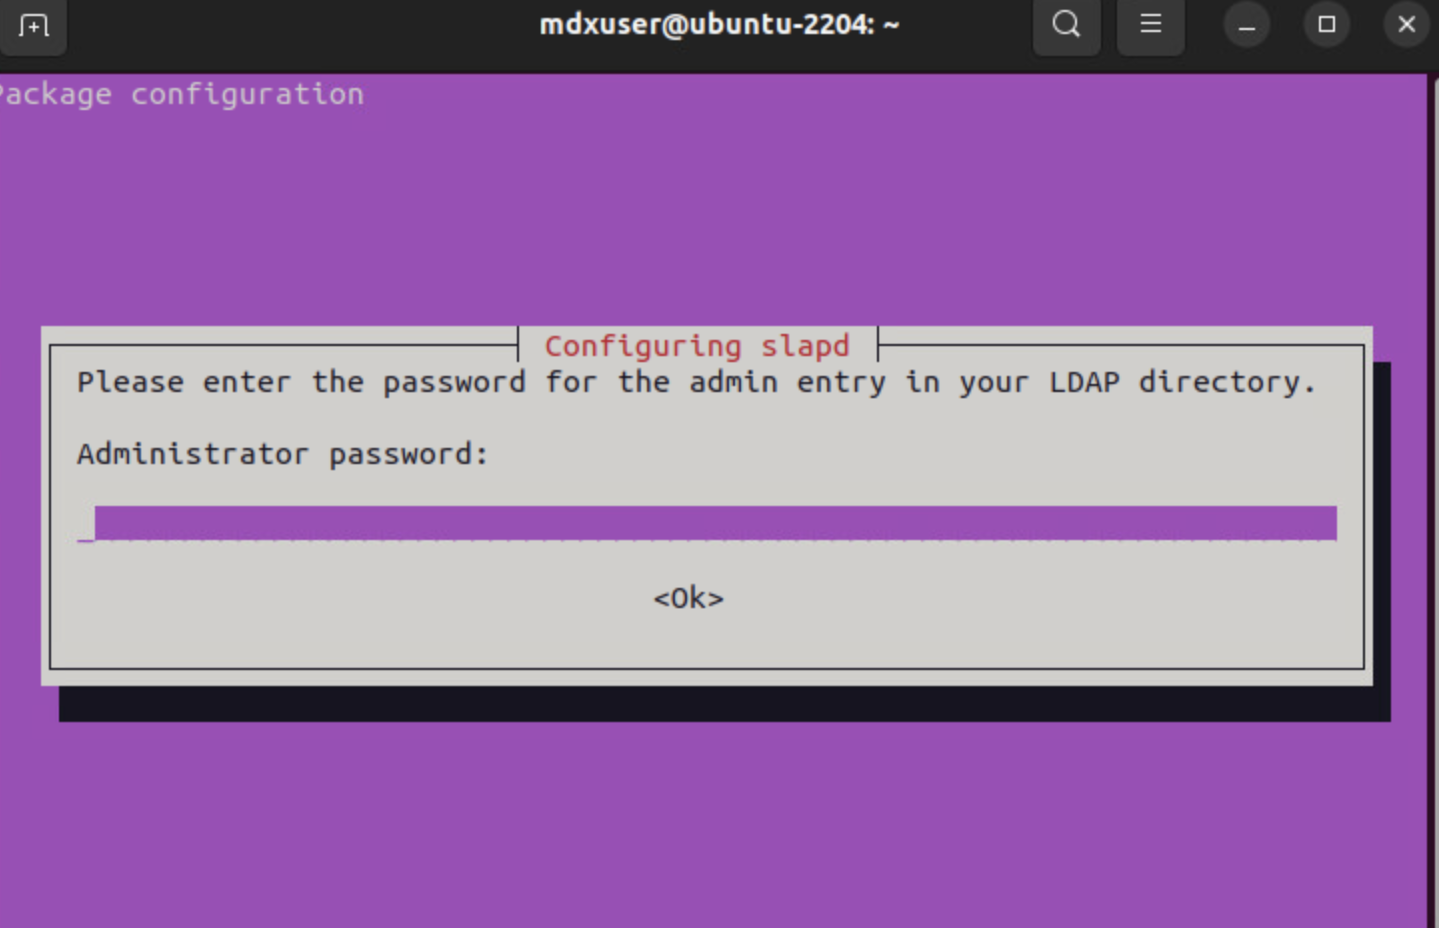 mdxuser@ubuntu-2204: ~
Package configuration
Configuring slapd
Please enter the password for the admin entry in your LDAP directory.
Administrator password:
<Ok>